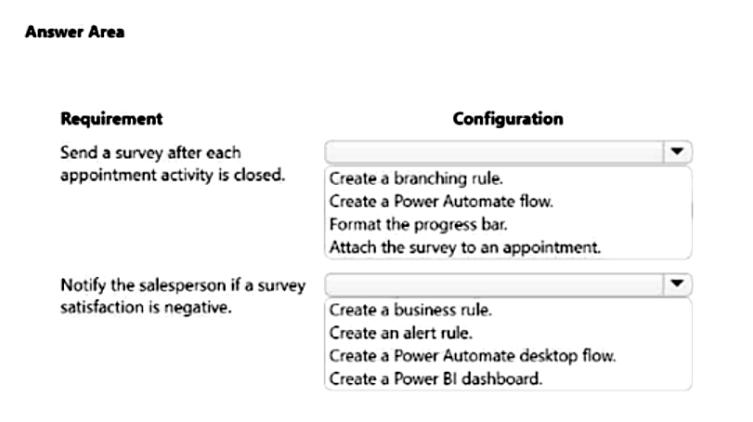 Answer Area
Requirement Configuration
Send a survey after each
appointment activity is closed.
Create a branching rule.
Create a Power Automate flow.
Format the progress bar.
Attach the survey to an appointment.
Notify the salesperson if a survey
satisfaction is negative.
Create a business rule.
Create an alert rule.
Create a Power Automate desktop flow.
Create a Power BI dashboard.